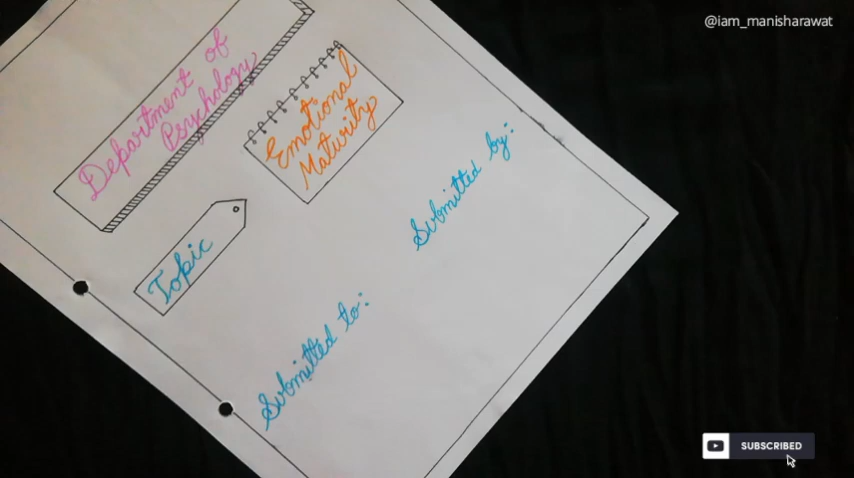 @iam_manisharawat
Department of
Psychology
Topic
Emotional
Maturity
Submitted to:
Submitted by:
SUBSCRIBED